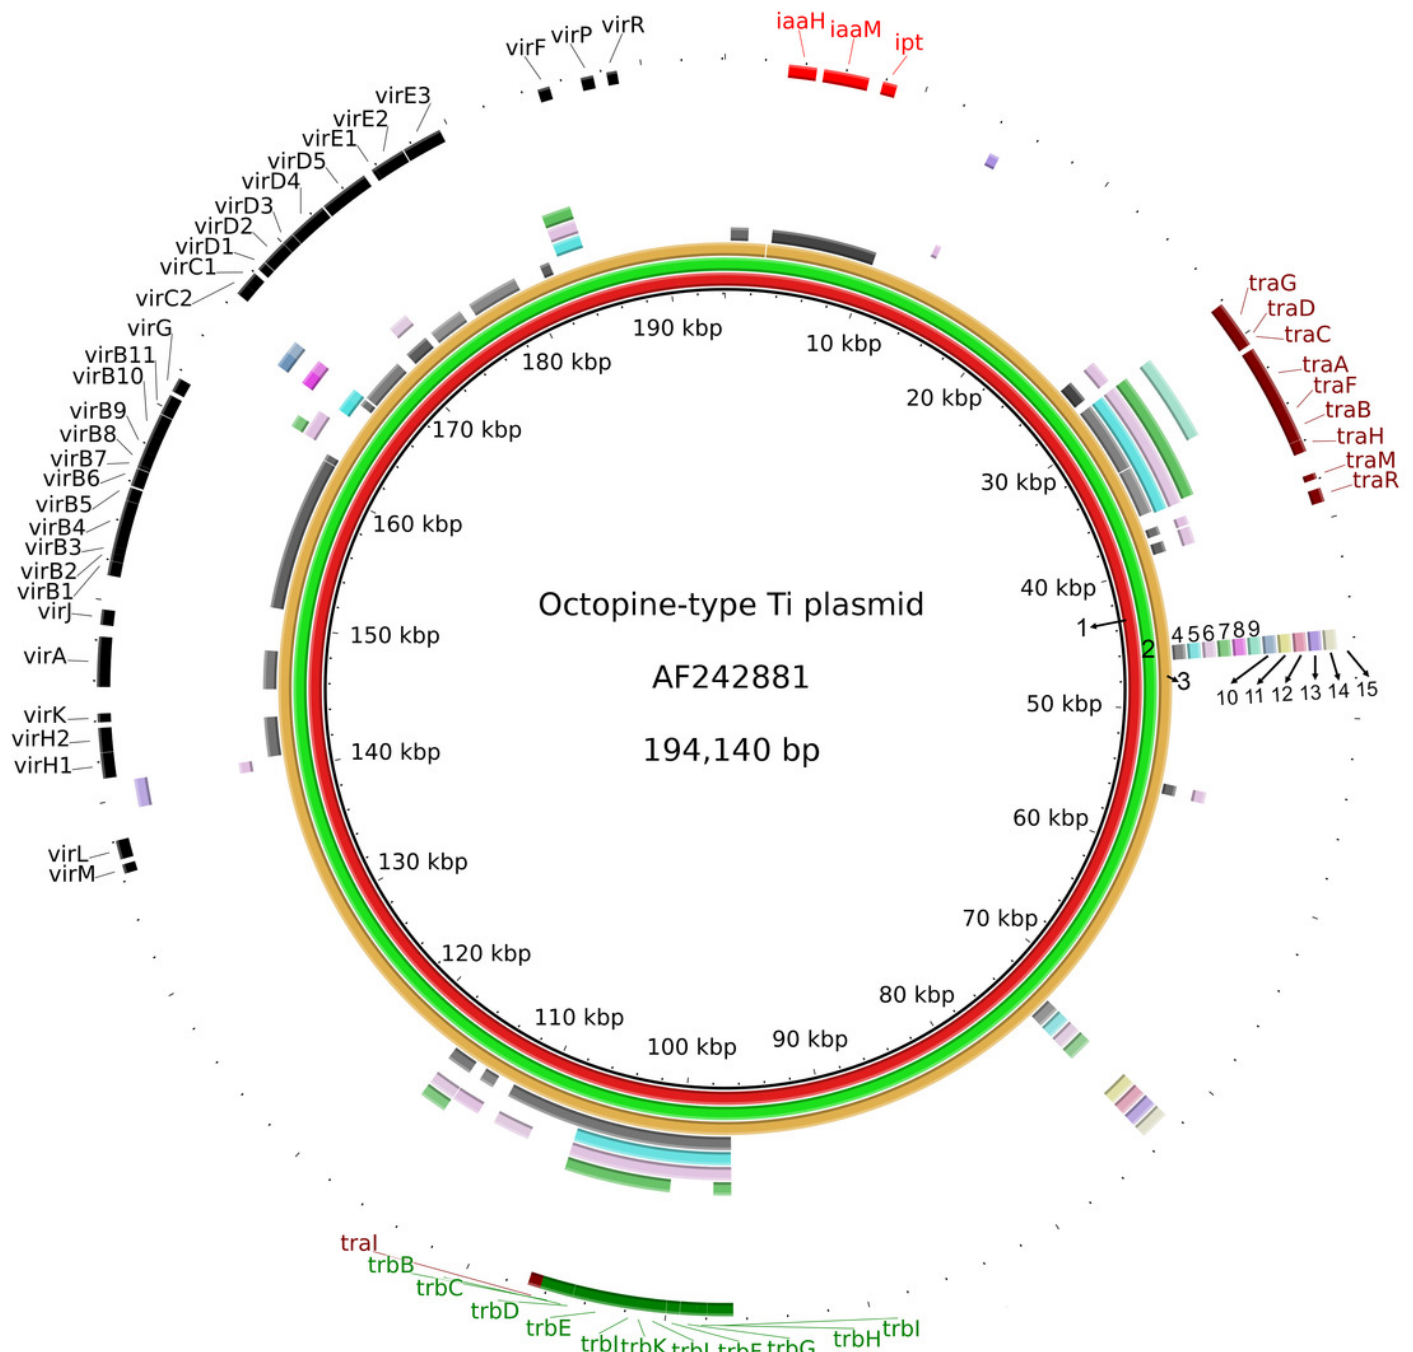 iaaH
iaaM
ipt
virF
virP
virR
virE3
virE2
virE1
virD5
virD4
virD3
virD2
virD1
virC1
virC2
virG
virB11
virB10
virB9
virB8
virB7
virB6
virB5
virB4
virB3
virB2
virB1
virJ
virA
virK
virH2
virH1
virL
virM
traG
traD
traC
traA
traF
traB
traH
traM
traR
190 kbp
10 kbp
180 kbp
20 kbp
170 kbp
30 kbp
160 kbp
40 kbp
150 kbp
50 kbp
140 kbp
60 kbp
130 kbp
70 kbp
120 kbp
80 kbp
110 kbp
90 kbp
100 kbp
Octopine-type Ti plasmid
AF242881
194,140 bp
1
2
3
4 5 6 7 8 9
10 11 12 13 14 15
traI
trbB
trbC
trbD
trbE
trbK
trbG
trbH
trbI